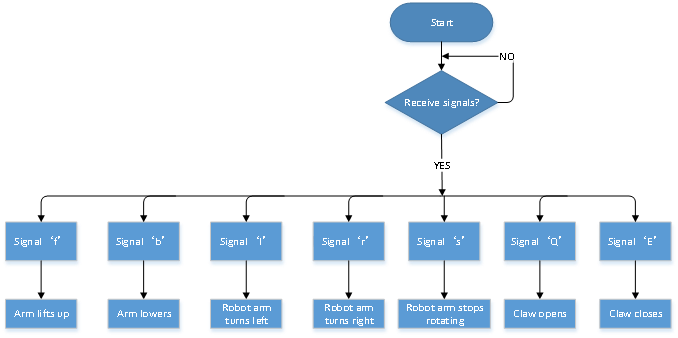 Start
NO
Receive signals?
YES
Signal ‘f’
Signal ‘b’
Signal ‘l’
Signal ‘r’
Signal ‘s’
Signal ‘Q’
Signal ‘E’
Arm lifts up
Arm lowers
Robot arm
turns left
Robot arm
turns right
Robot arm stops
rotating
Claw opens
Claw closes